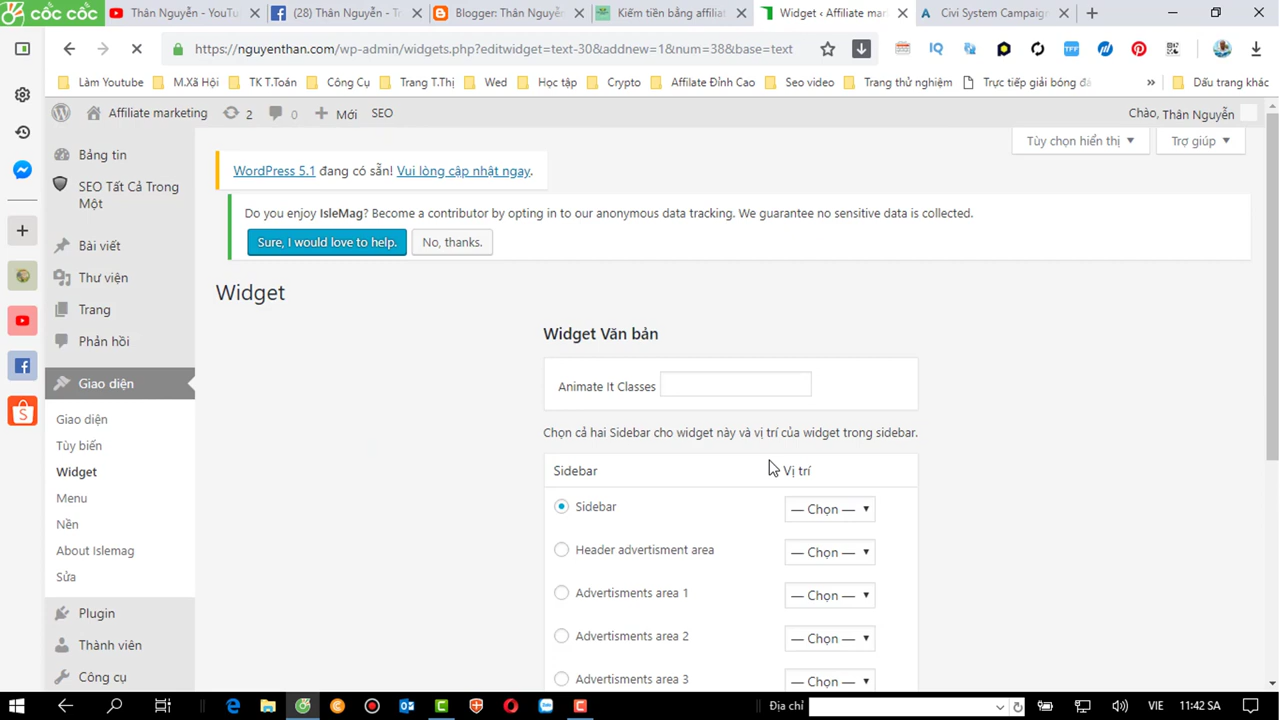 cốc cốc
Thân Nguyễn - YouTu
(28) Thân Nguyễn - Tr
Blogger: Thân Nguyễn
Kiếm tiền bằng affiliat
Widget ‹ Affiliate mar
Civi System Campaign
https://nguyenthan.com/wp-admin/widgets.php?editwidget=text-30&addnew=1&num=38&base=text
IQ
TFF
Làm Youtube
M.Xã Hội
TK T.Toán
Công Cụ
Trang T.Thị
Wed
Học tập
Crypto
Affilate Đỉnh Cao
Seo video
Trang thử nghiệm
Trực tiếp giải bóng đá
»
Dấu trang khác
Affiliate marketing
2
0
Mới
SEO
Chào, Thân Nguyễn
Bảng tin
SEO Tất Cả Trong
Một
Bài viết
Thư viện
Trang
Phản hồi
Giao diện
Giao diện
Tùy biến
Widget
Menu
Nền
About Islemag
Sửa
Plugin
Thành viên
Công cụ
Tùy chọn hiển thị
Trợ giúp
WordPress 5.1 đang có sẵn! Vui lòng cập nhật ngay.
Do you enjoy IsleMag? Become a contributor by opting in to our anonymous data tracking. We guarantee no sensitive data is collected.
Sure, I would love to help.
No, thanks.
Widget
Widget Văn bản
Animate It Classes
Chọn cả hai Sidebar cho widget này và vị trí của widget trong sidebar.
Sidebar
Vị trí
Sidebar
— Chọn —
Header advertisment area
— Chọn —
Advertisments area 1
— Chọn —
Advertisments area 2
— Chọn —
Advertisments area 3
— Chọn —
Địa chỉ
VIE
11:42 SA